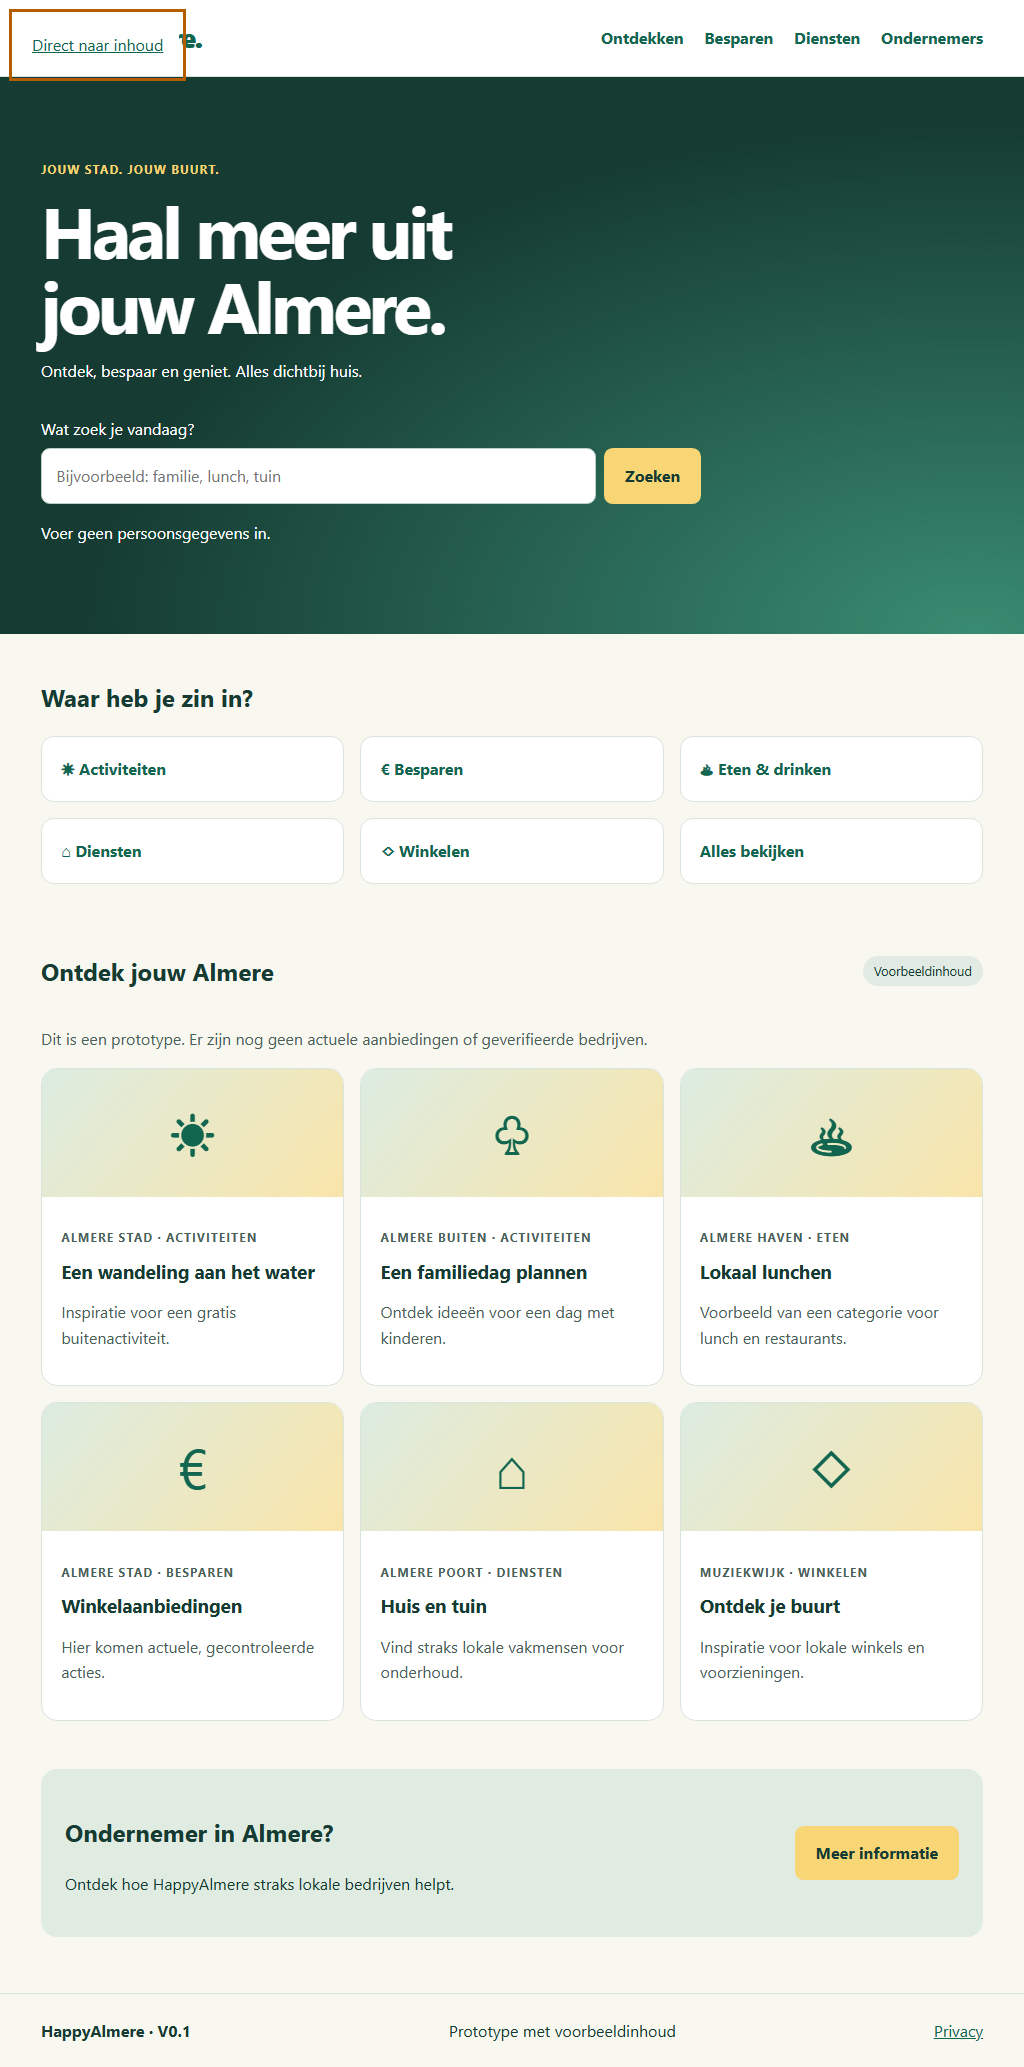 Direct naar inhoud
e.
Ontdekken Besparen Diensten Ondernemers
JOUW STAD. JOUW BUURT.
Haal meer uit
jouw Almere.
Ontdek, bespaar en geniet. Alles dichtbij huis.
Wat zoek je vandaag?
Bijvoorbeeld: familie, lunch, tuin
Zoeken
Voer geen persoonsgegevens in.
Waar heb je zin in?
☀ Activiteiten
€ Besparen
♨ Eten & drinken
⌂ Diensten
◇ Winkelen
Alles bekijken
Ontdek jouw Almere
Voorbeeldinhoud
Dit is een prototype. Er zijn nog geen actuele aanbiedingen of geverifieerde bedrijven.
☀
ALMERE STAD · ACTIVITEITEN
Een wandeling aan het water
Inspiratie voor een gratis
buitenactiviteit.
♧
ALMERE BUITEN · ACTIVITEITEN
Een familiedag plannen
Ontdek ideeën voor een dag met
kinderen.
♨
ALMERE HAVEN · ETEN
Lokaal lunchen
Voorbeeld van een categorie voor
lunch en restaurants.
€
ALMERE STAD · BESPAREN
Winkelaanbiedingen
Hier komen actuele, gecontroleerde
acties.
⌂
ALMERE POORT · DIENSTEN
Huis en tuin
Vind straks lokale vakmensen voor
onderhoud.
◇
MUZIEKWIJK · WINKELEN
Ontdek je buurt
Inspiratie voor lokale winkels en
voorzieningen.
Ondernemer in Almere?
Ontdek hoe HappyAlmere straks lokale bedrijven helpt.
Meer informatie
HappyAlmere · V0.1
Prototype met voorbeeldinhoud
Privacy